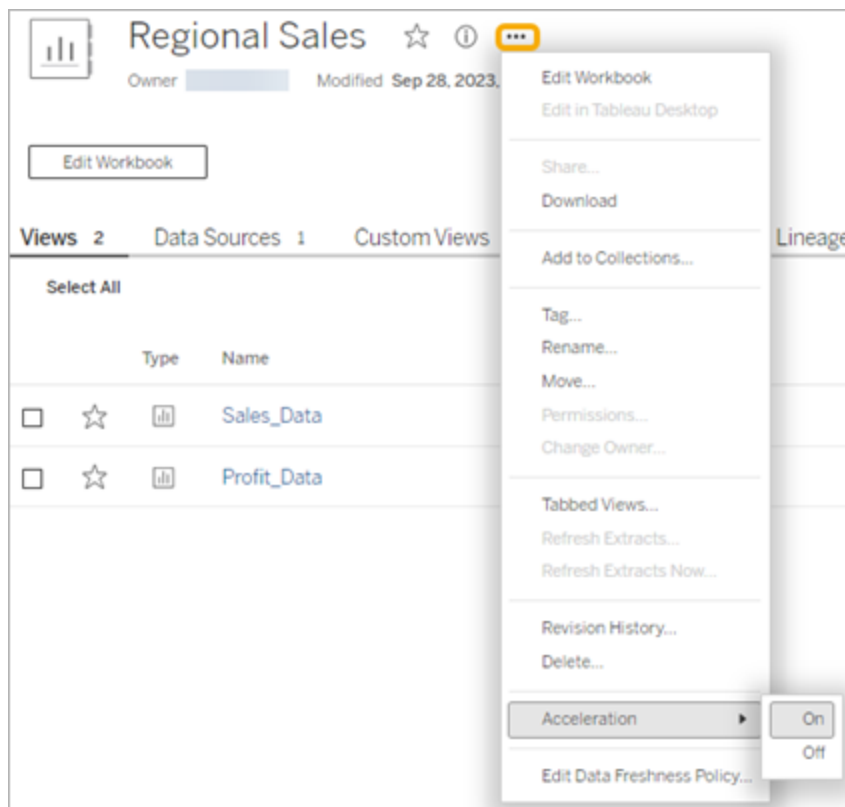 Regional Sales
Owner Modified Sep 28, 2023,
Edit Workbook
Views 2 Data Sources 1 Custom Views Lineage
Select All
Type Name
Sales_Data
Profit_Data
Edit Workbook
Edit in Tableau Desktop
Share...
Download
Add to Collections...
Tag...
Rename...
Move...
Permissions...
Change Owner...
Tabbed Views...
Refresh Extracts...
Refresh Extracts Now...
Revision History...
Delete...
Acceleration
On
Off
Edit Data Freshness Policy...